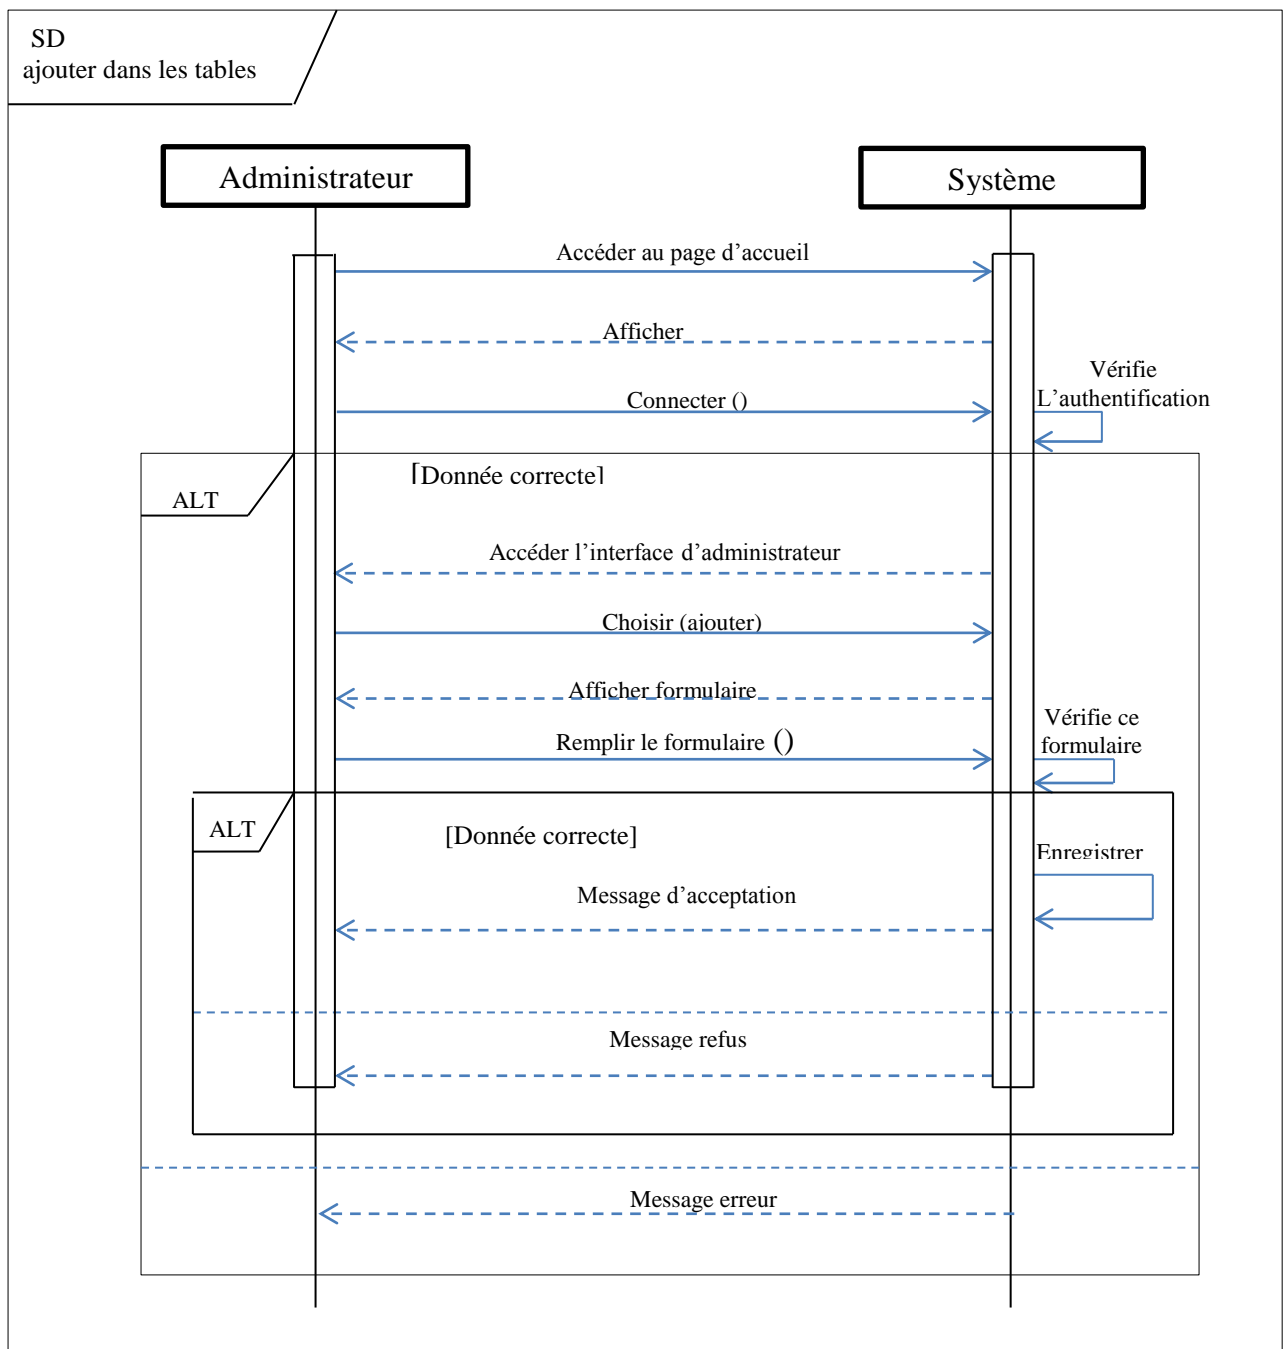 SD
ajouter dans les tables
Administrateur
Système
Accéder au page d’accueil
Afficher
Vérifie
L’authentification
Connecter ()
[Donnée correcte]
ALT
Accéder l’interface d’administrateur
Choisir (ajouter)
Afficher formulaire
Vérifie ce
formulaire
Remplir le formulaire ()
ALT
[Donnée correcte]
Enregistrer
Message d’acceptation
Message refus
Message erreur